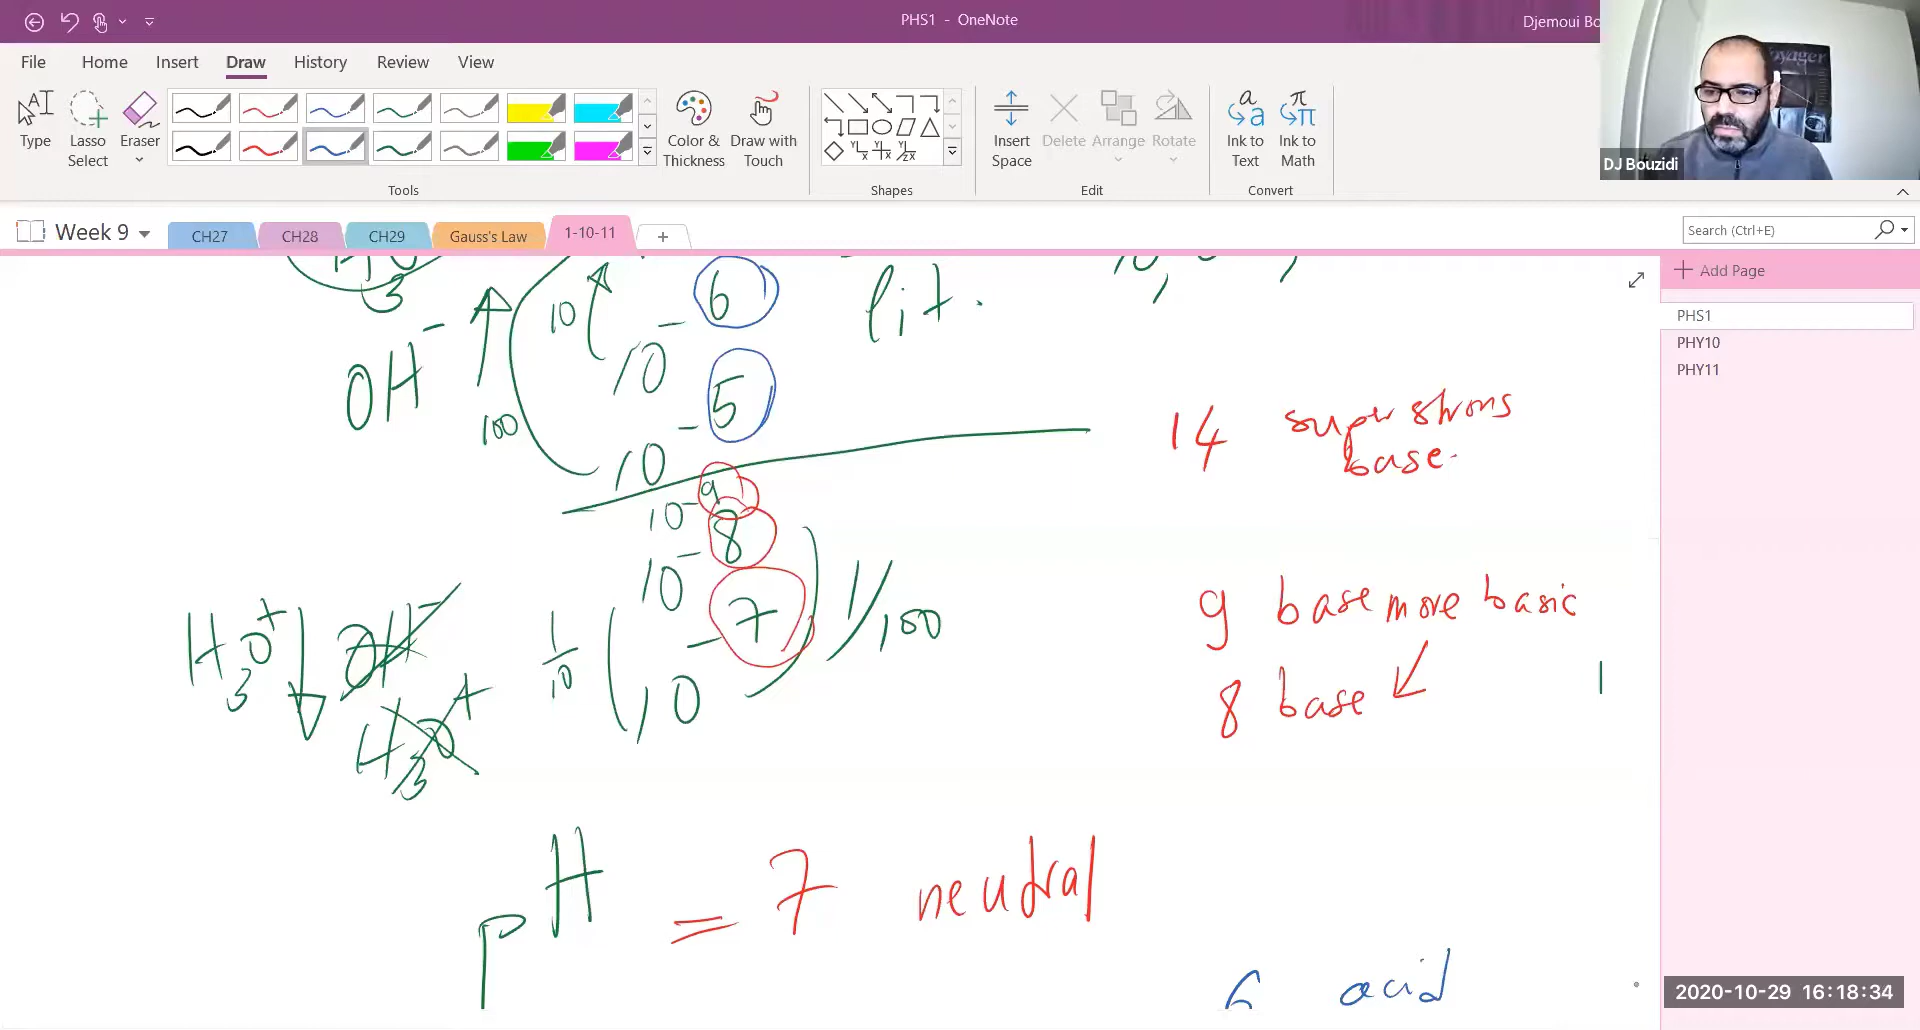 PHS1 - OneNote
Djemoui Bo
File Home Insert Draw History Review View
Type
Lasso Select
Eraser
Color & Thickness
Draw with Touch
Insert Space
Delete
Arrange
Rotate
Ink to Text
Ink to Math
Tools
Shapes
Edit
Convert
DJ Bouzidi
Week 9
CH27 CH28 CH29 Gauss's Law 1-10-11
Search (Ctrl+E)
Add Page
PHS1
PHY10
PHY11
OH⁻
10
100
10⁻⁶
10⁻⁵
lit.
10
10⁻⁹
10⁻⁸
10⁻⁷
H₃O⁺
OH⁻
H₃O⁺
1/10
1/100
14 super strong
base.
9 base more basic
8 base
pH = 7 neutral
6 acid
2020-10-29 16:18:34